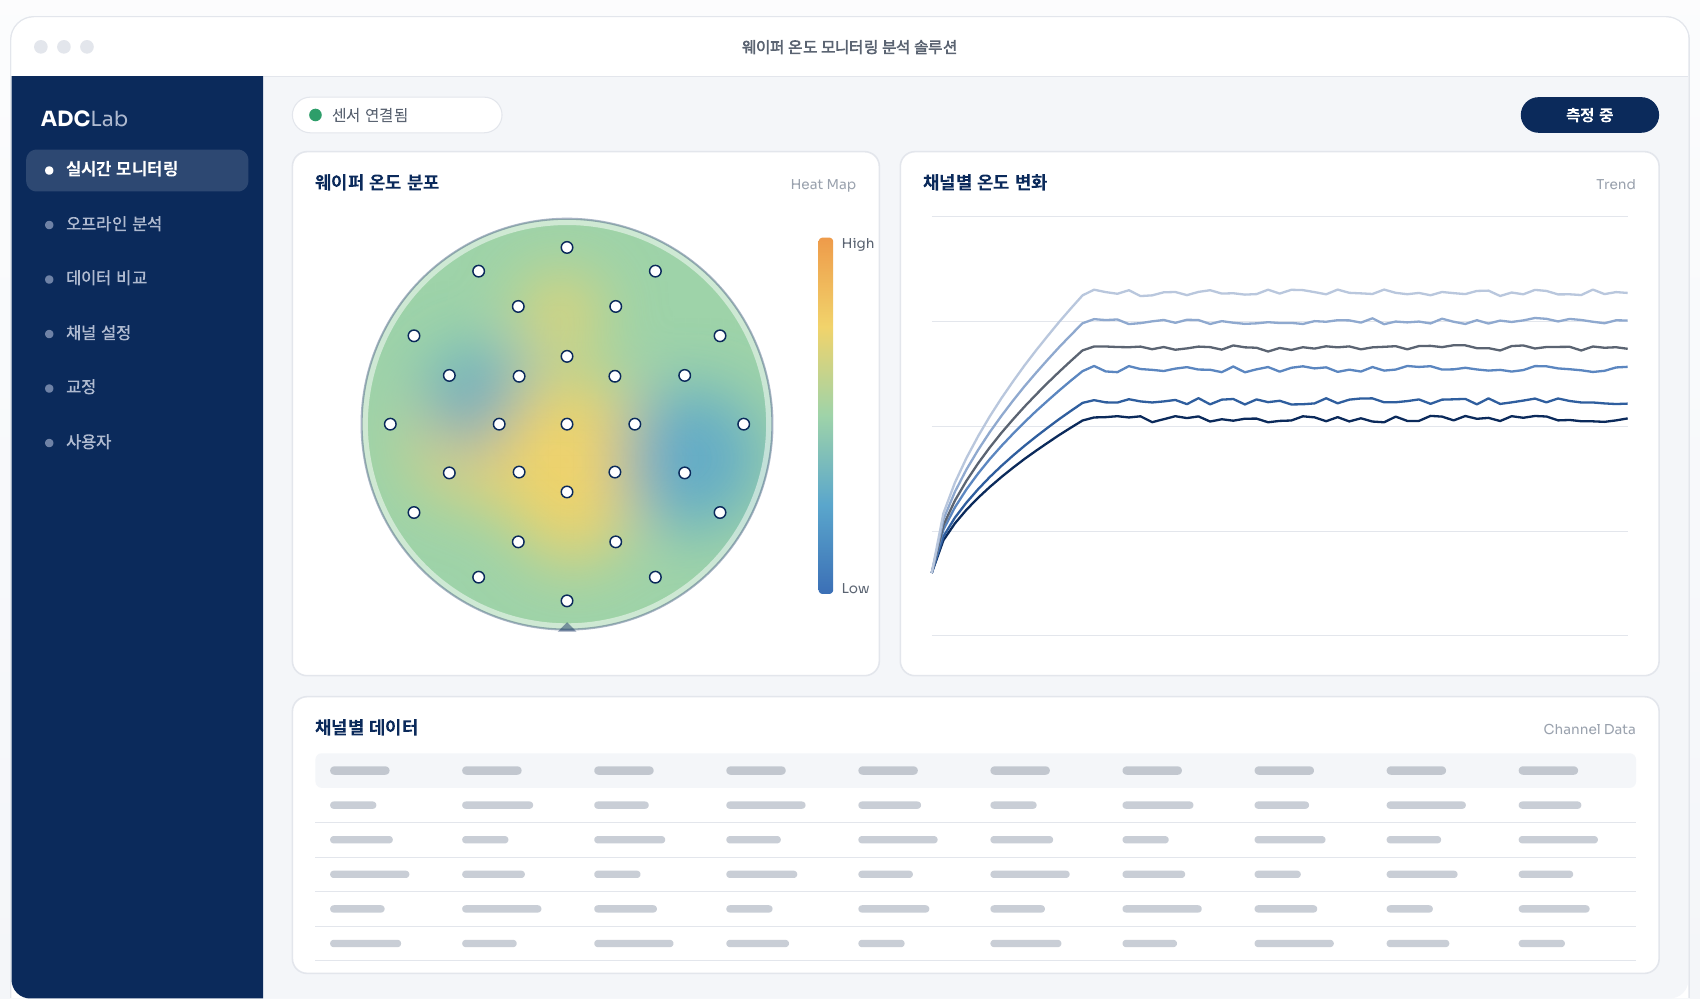 웨이퍼 온도 모니터링 분석 솔루션
ADCLab
실시간 모니터링
오프라인 분석
데이터 비교
채널 설정
교정
사용자
센서 연결됨
측정 중
웨이퍼 온도 분포
Heat Map
High
Low
채널별 온도 변화
Trend
채널별 데이터
Channel Data